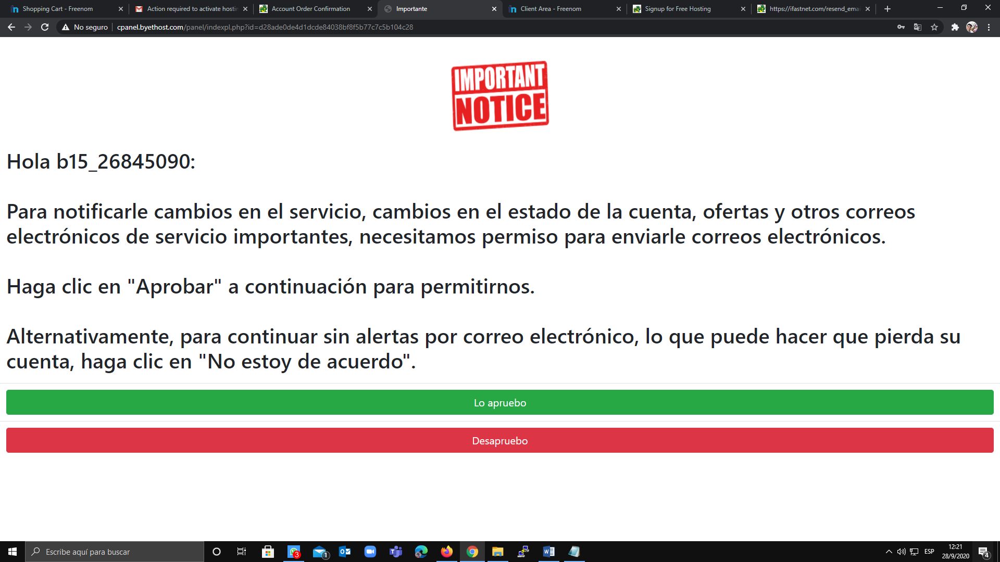 Shopping Cart - Freenom
Action required to activate hostin
Account Order Confirmation
Importante
Client Area - Freenom
Signup for Free Hosting
https://ifastnet.com/resend_ema
No seguro
cpanel.byethost.com/panel/indexpl.php?id=d28ade0de4d1dcde84038bf8f5b77c7c5b104c28
IMPORTANT
NOTICE
Hola b15_26845090:
Para notificarle cambios en el servicio, cambios en el estado de la cuenta, ofertas y otros correos
electrónicos de servicio importantes, necesitamos permiso para enviarle correos electrónicos.
Haga clic en "Aprobar" a continuación para permitirnos.
Alternativamente, para continuar sin alertas por correo electrónico, lo que puede hacer que pierda su
cuenta, haga clic en "No estoy de acuerdo".
Lo apruebo
Desapruebo
Escribe aquí para buscar
3
1
ESP
12:21
28/9/2020
4